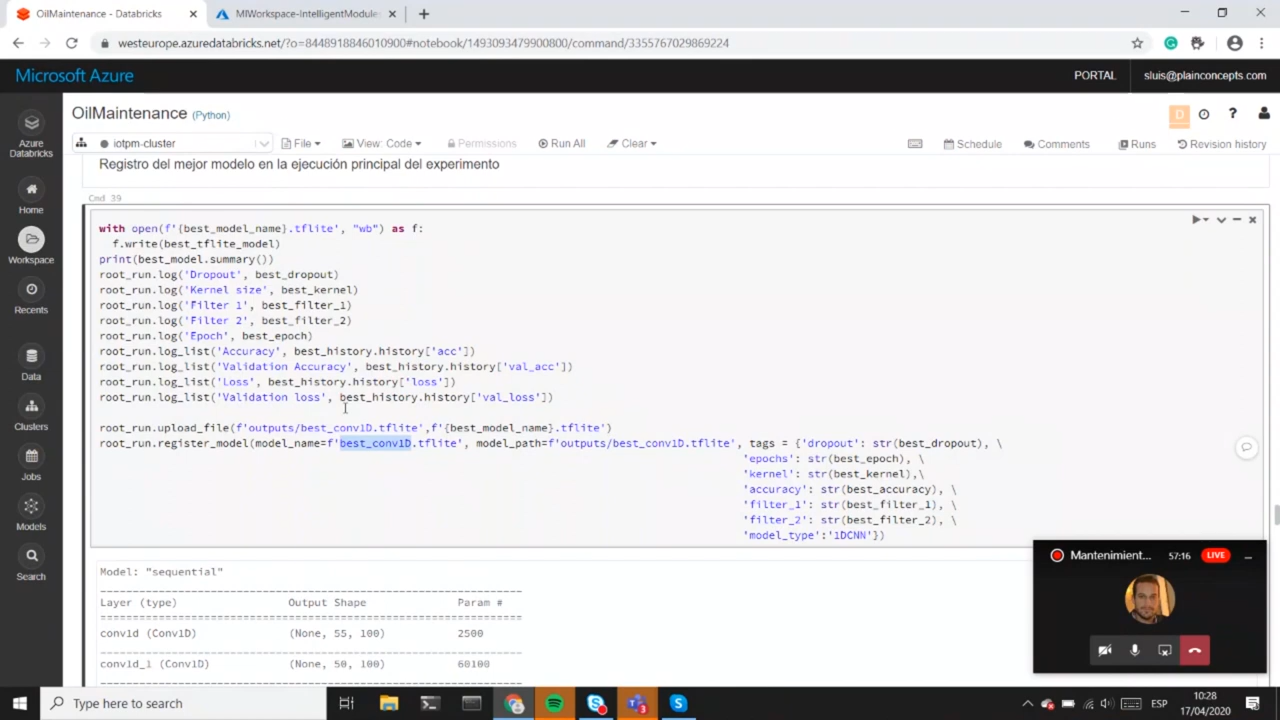 OilMaintenance - Databricks
MIWorkspace-IntelligentModules
westeurope.azuredatabricks.net/?o=8448918846010900#notebook/1493093479900800/command/3355767029869224
Microsoft Azure
PORTAL
sluis@plainconcepts.com
Azure Databricks
Home
Workspace
Recents
Data
Clusters
Jobs
Models
Search
OilMaintenance (Python)
D
?
iotpm-cluster
File
View: Code
Permissions
Run All
Clear
Schedule
Comments
Runs
Revision history
Registro del mejor modelo en la ejecución principal del experimento
Cmd 39
with open(f'{best_model_name}.tflite', "wb") as f:
f.write(best_tflite_model)
print(best_model.summary())
root_run.log('Dropout', best_dropout)
root_run.log('Kernel size', best_kernel)
root_run.log('Filter 1', best_filter_1)
root_run.log('Filter 2', best_filter_2)
root_run.log('Epoch', best_epoch)
root_run.log_list('Accuracy', best_history.history['acc'])
root_run.log_list('Validation Accuracy', best_history.history['val_acc'])
root_run.log_list('Loss', best_history.history['loss'])
root_run.log_list('Validation loss', best_history.history['val_loss'])
root_run.upload_file(f'outputs/best_conv1D.tflite',f'{best_model_name}.tflite')
root_run.register_model(model_name=f'best_conv1D.tflite', model_path=f'outputs/best_conv1D.tflite', tags = {'dropout': str(best_dropout), \
'epochs': str(best_epoch), \
'kernel': str(best_kernel),\
'accuracy': str(best_accuracy), \
'filter_1': str(best_filter_1), \
'filter_2': str(best_filter_2), \
'model_type':'1DCNN'})
Model: "sequential"
Layer (type) Output Shape Param #
conv1d (Conv1D) (None, 55, 100) 2500
conv1d_1 (Conv1D) (None, 50, 100) 60100
Mantenimient...
57:16
LIVE
Type here to search
ESP
10:28
17/04/2020